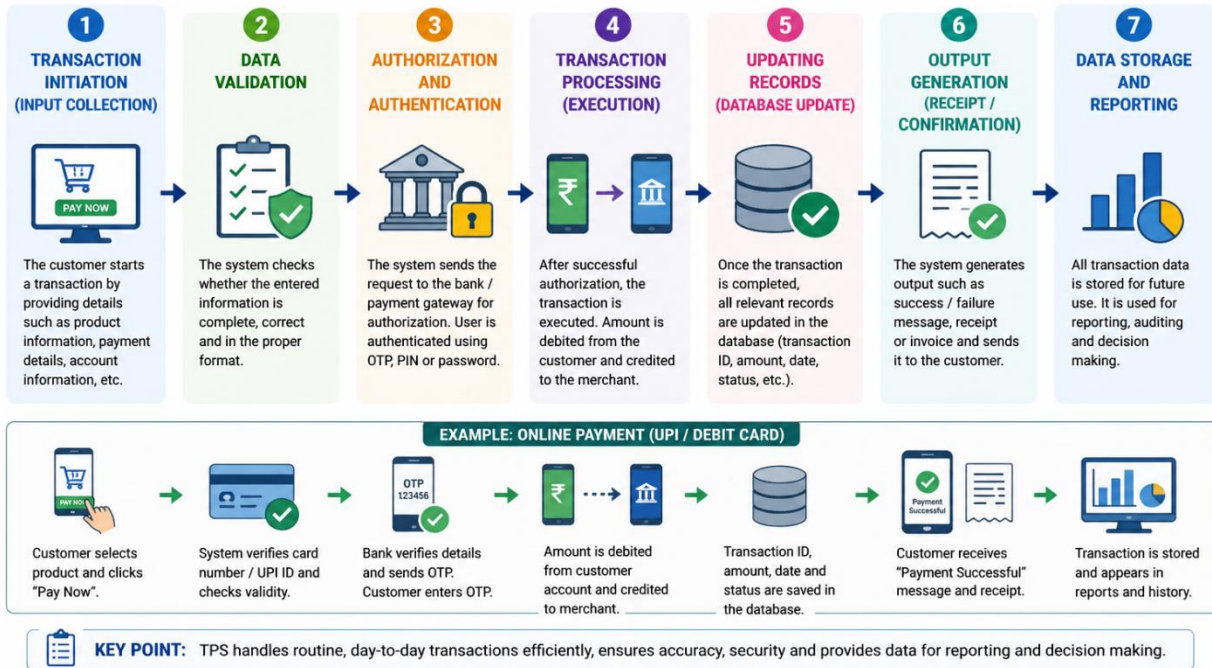 1
TRANSACTION
INITIATION
(INPUT COLLECTION)
PAY NOW
The customer starts
a transaction by
providing details
such as product
information, payment
details, account
information, etc.
2
DATA
VALIDATION
The system checks
whether the entered
information is
complete, correct
and in the proper
format.
3
AUTHORIZATION
AND
AUTHENTICATION
The system sends the
request to the bank /
payment gateway for
authorization. User is
authenticated using
OTP, PIN or password.
4
TRANSACTION
PROCESSING
(EXECUTION)
₹
After successful
authorization, the
transaction is
executed. Amount is
debited from the
customer and credited
to the merchant.
5
UPDATING
RECORDS
(DATABASE UPDATE)
Once the transaction
is completed,
all relevant records
are updated in the
database (transaction
ID, amount, date,
status, etc.).
6
OUTPUT
GENERATION
(RECEIPT /
CONFIRMATION)
The system generates
output such as
success / failure
message, receipt
or invoice and sends
it to the customer.
7
DATA STORAGE
AND
REPORTING
All transaction data
is stored for future
use. It is used for
reporting, auditing
and decision
making.
EXAMPLE: ONLINE PAYMENT (UPI / DEBIT CARD)
PAY NOW
Customer selects
product and clicks
“Pay Now”.
System verifies card
number / UPI ID and
checks validity.
OTP
123456
Bank verifies details
and sends OTP.
Customer enters OTP.
₹
Amount is debited
from customer
account and credited
to merchant.
Transaction ID,
amount, date and
status are saved in
the database.
Payment
Successful
Customer receives
“Payment Successful”
message and receipt.
Transaction is stored
and appears in
reports and history.
KEY POINT: TPS handles routine, day-to-day transactions efficiently, ensures accuracy, security and provides data for reporting and decision making.